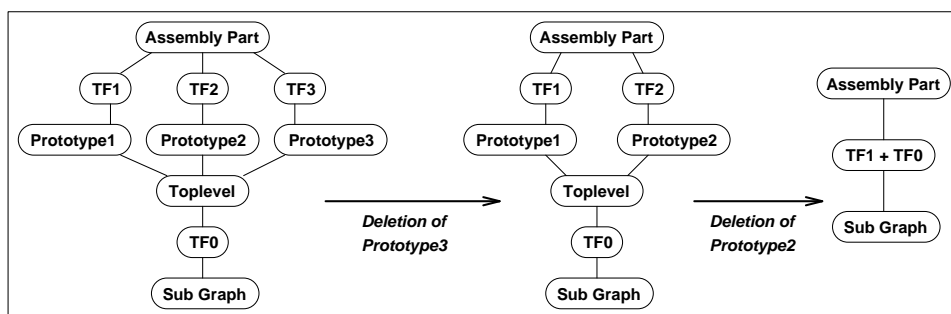 Assembly Part
TF1 TF2 TF3
Prototype1 Prototype2 Prototype3
Toplevel
TF0
Sub Graph
Deletion of
Prototype3
Assembly Part
TF1 TF2
Prototype1 Prototype2
Toplevel
TF0
Sub Graph
Deletion of
Prototype2
Assembly Part
TF1 + TF0
Sub Graph